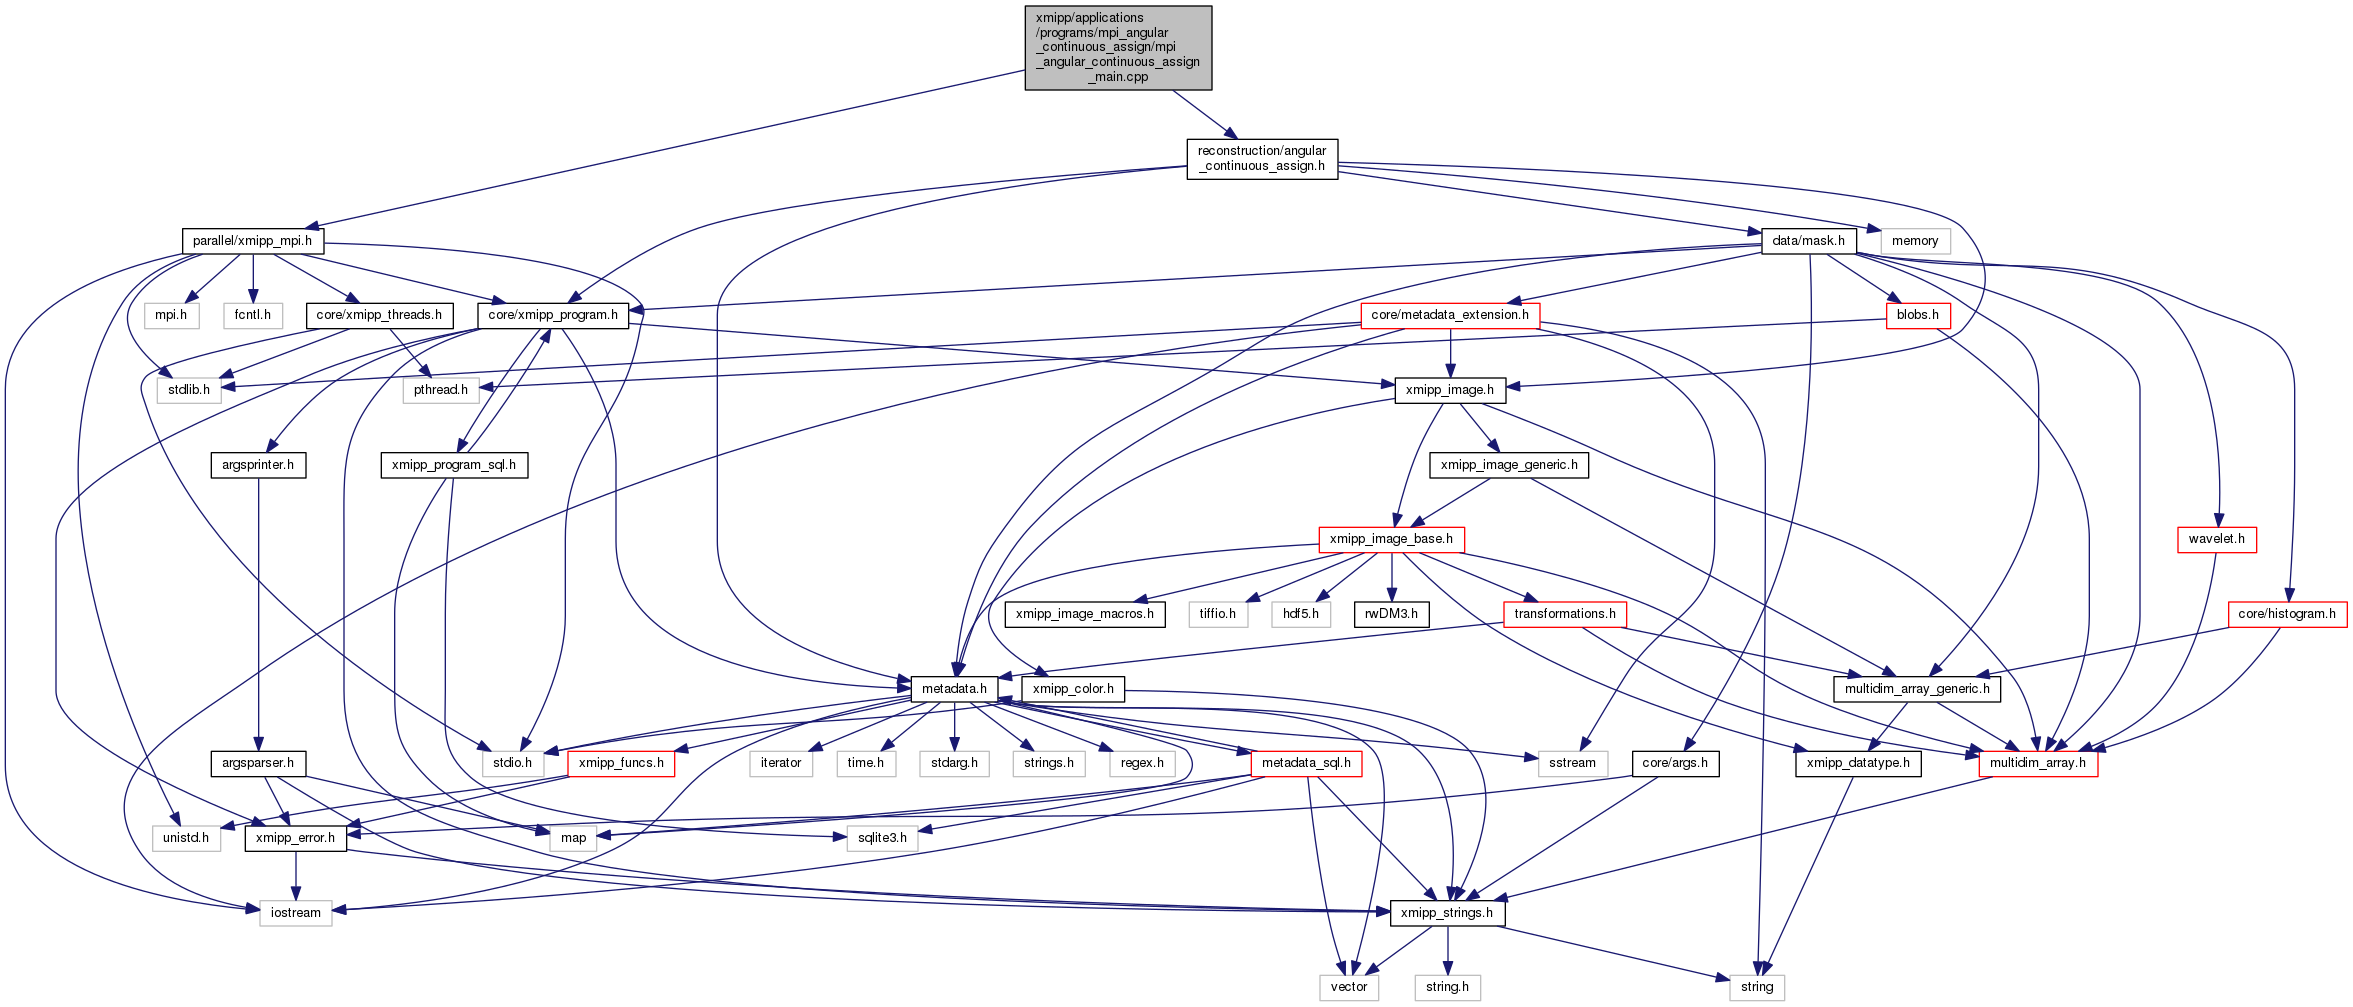 xmipp/applications
/programs/mpi_angular
_continuous_assign/mpi
_angular_continuous_assign
_main.cpp
reconstruction/angular
_continuous_assign.h
parallel/xmipp_mpi.h
data/mask.h
memory
mpi.h
fcntl.h
core/xmipp_threads.h
core/xmipp_program.h
core/metadata_extension.h
blobs.h
stdlib.h
pthread.h
xmipp_image.h
argsprinter.h
xmipp_program_sql.h
xmipp_image_generic.h
xmipp_image_base.h
wavelet.h
xmipp_image_macros.h
tiffio.h
hdf5.h
rwDM3.h
transformations.h
core/histogram.h
metadata.h
xmipp_color.h
multidim_array_generic.h
argsparser.h
stdio.h
xmipp_funcs.h
iterator
time.h
stdarg.h
strings.h
regex.h
metadata_sql.h
sstream
core/args.h
xmipp_datatype.h
multidim_array.h
unistd.h
xmipp_error.h
map
sqlite3.h
iostream
xmipp_strings.h
vector
string.h
string